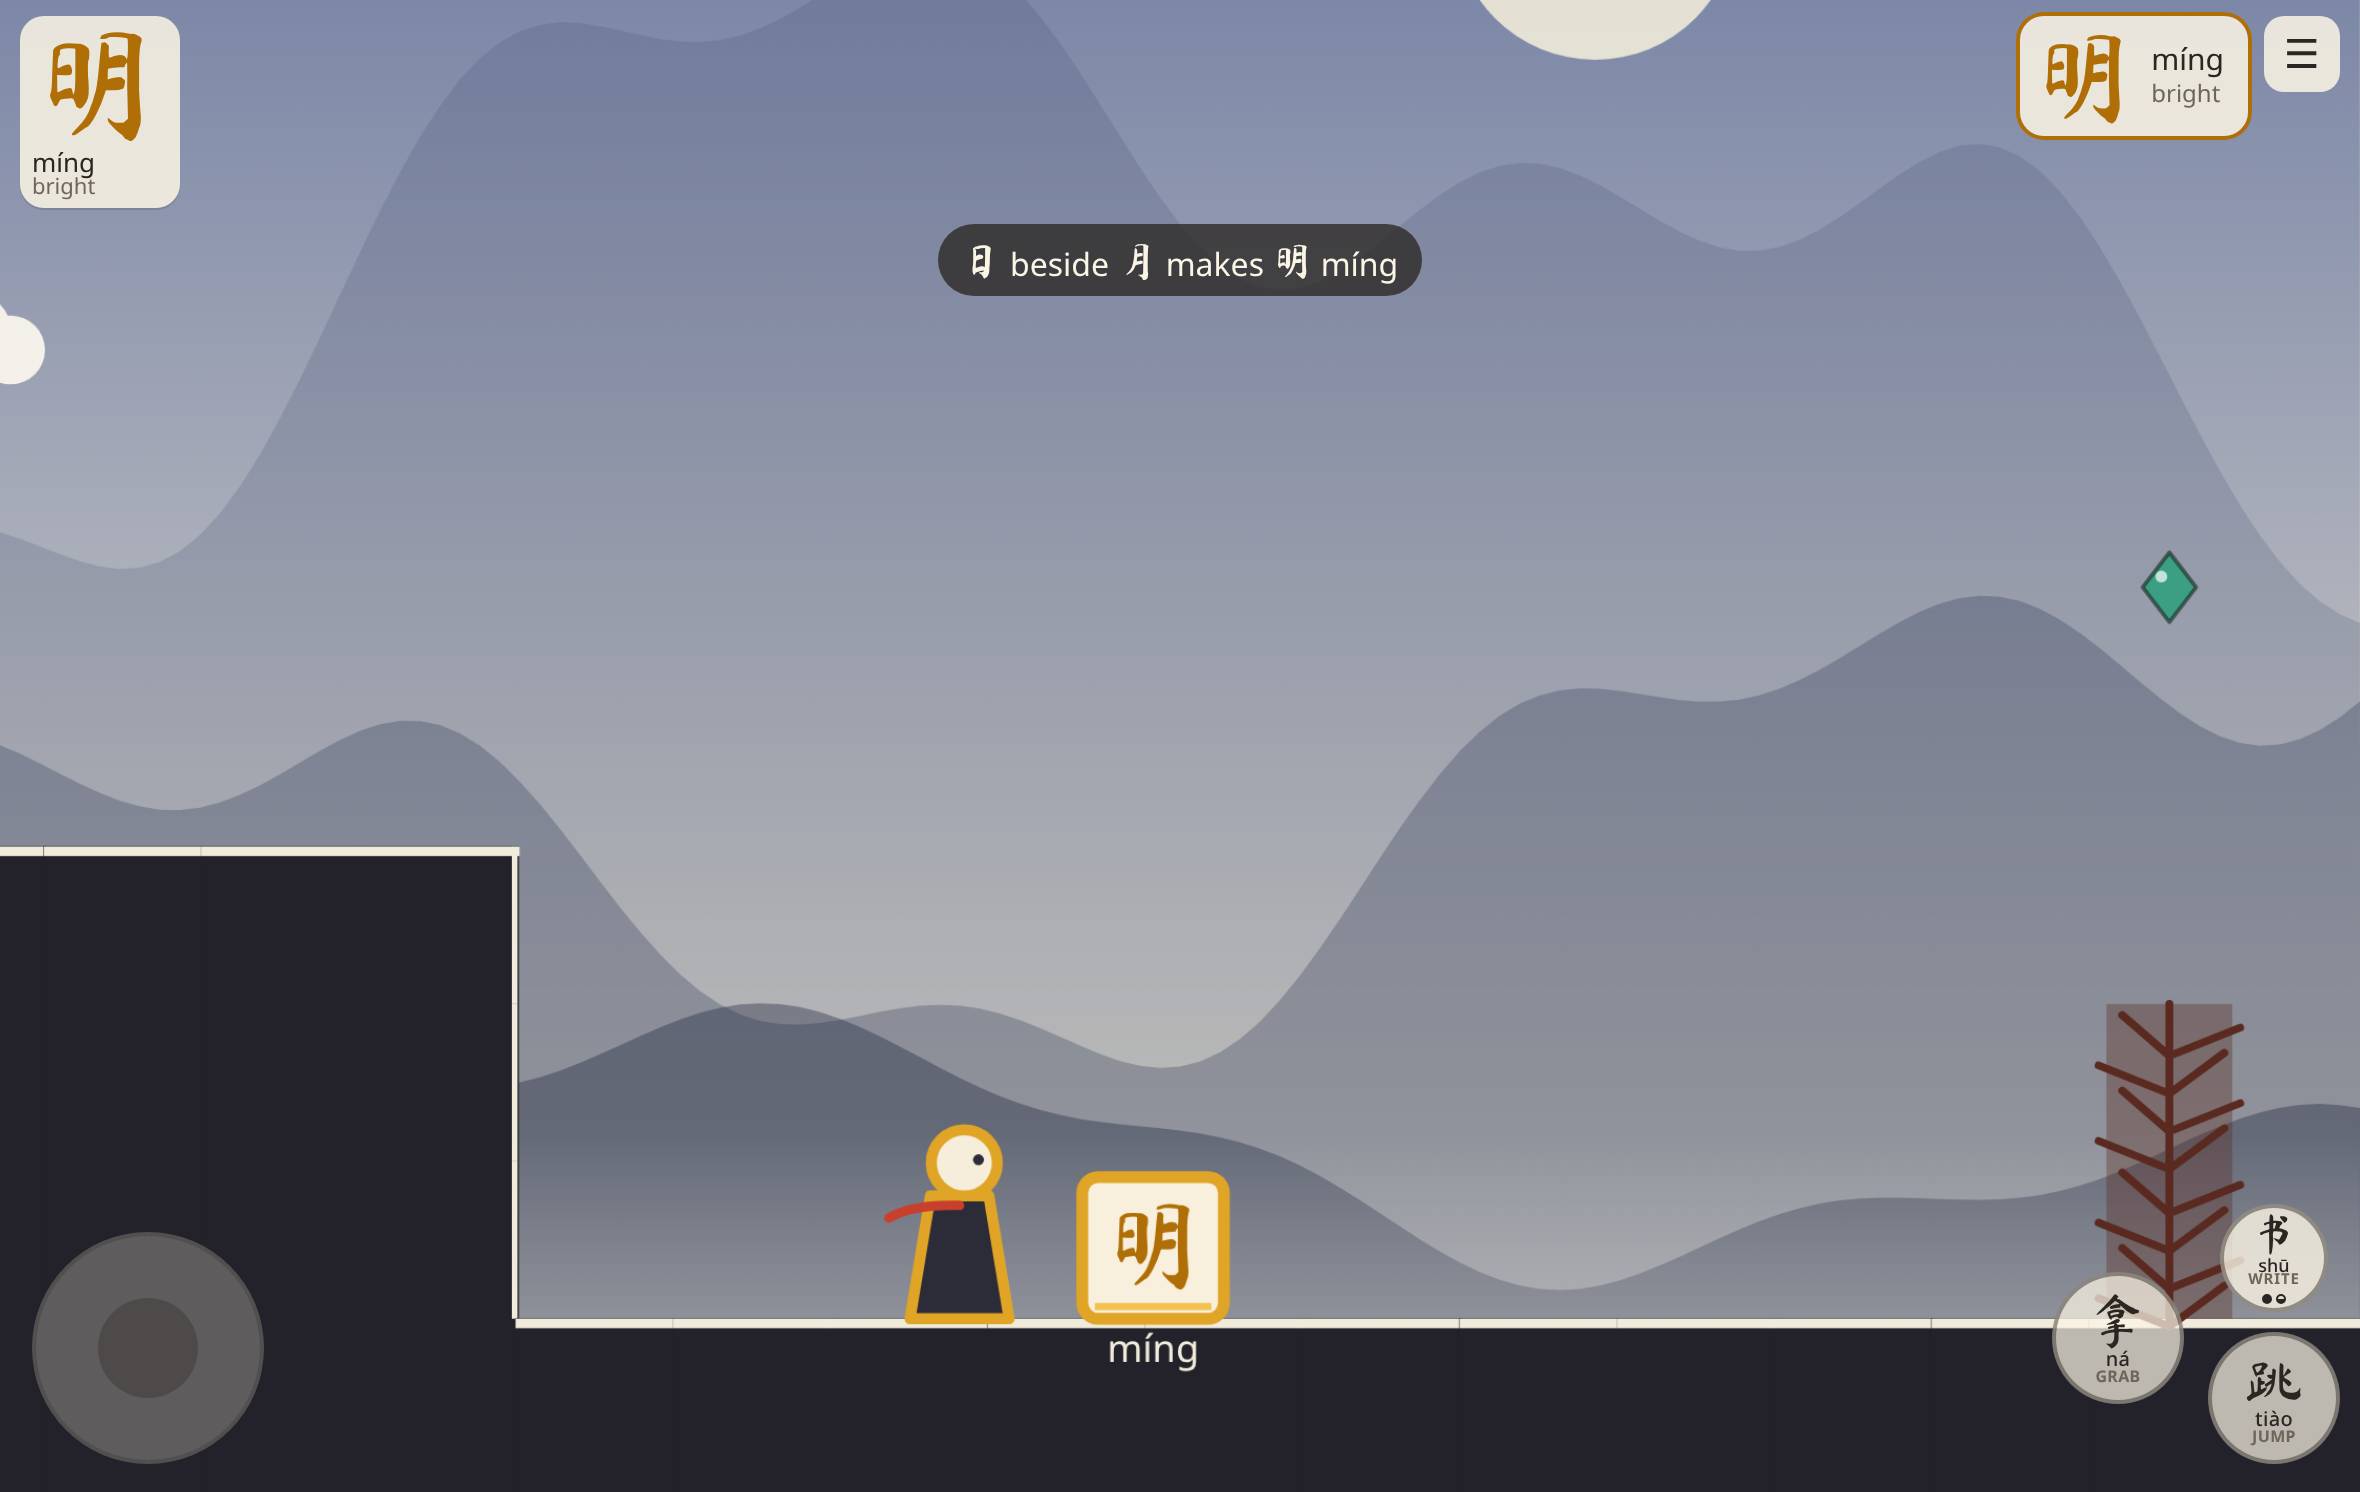 明
míng
bright
明
míng
bright
☰
日 beside 月 makes 明 míng
明
míng
书
shū
WRITE
拿
ná
GRAB
跳
tiào
JUMP